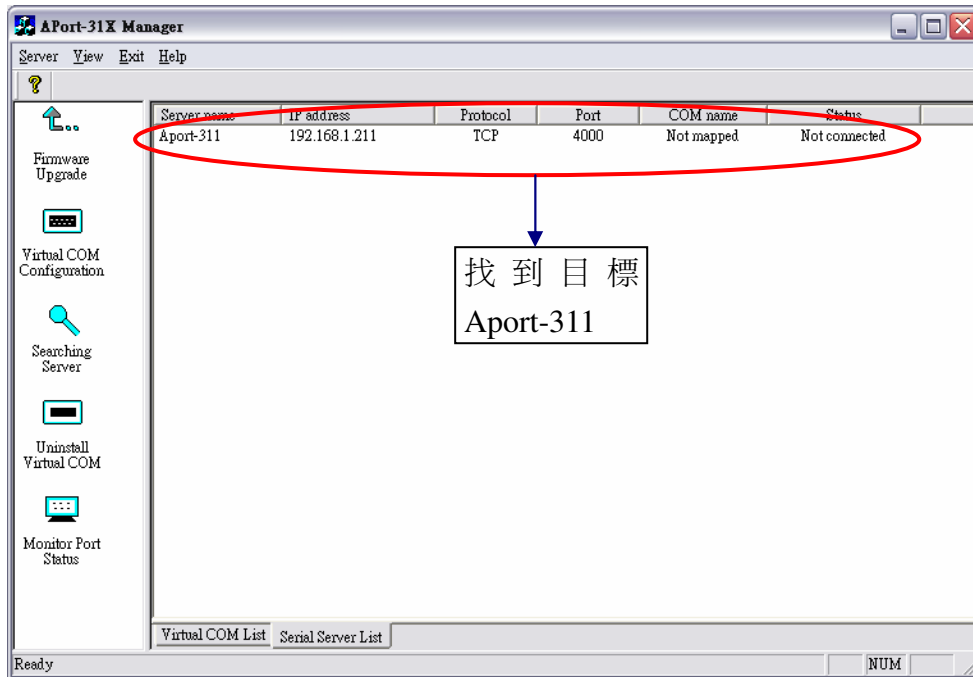 APort-31X Manager
Server View Exit Help
Firmware
Upgrade
Virtual COM
Configuration
Searching
Server
Uninstall
Virtual COM
Monitor Port
Status
Server name IP address Protocol Port COM name Status
Aport-311 192.168.1.211 TCP 4000 Not mapped Not connected
找到目標
Aport-311
Virtual COM List Serial Server List
Ready NUM